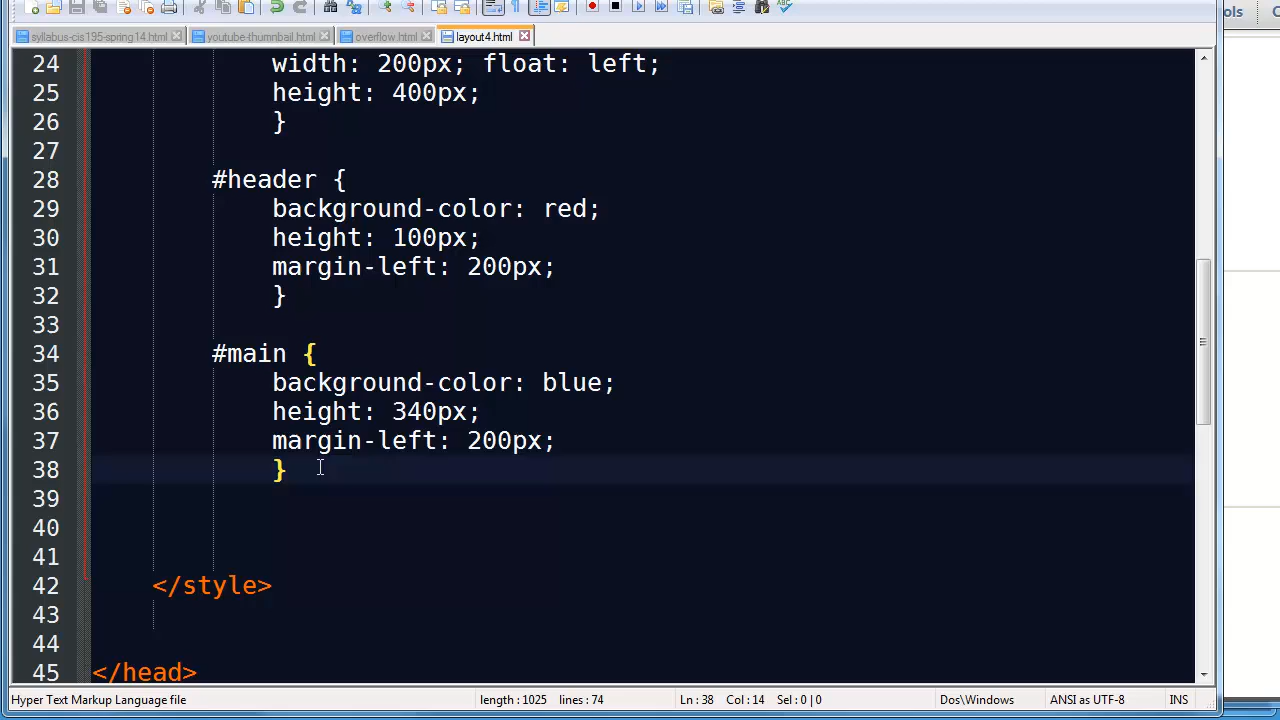 ools
syllabus-cis195-spring14.html youtube-thumnbail.html overflow.html layout4.html
24 width: 200px; float: left;
25 height: 400px;
26 }
27
28 #header {
29 background-color: red;
30 height: 100px;
31 margin-left: 200px;
32 }
33
34 #main {
35 background-color: blue;
36 height: 340px;
37 margin-left: 200px;
38 }
39
40
41
42 </style>
43
44
45 </head>
Hyper Text Markup Language file length : 1025 lines : 74 Ln : 38 Col : 14 Sel : 0 | 0 Dos\Windows ANSI as UTF-8 INS